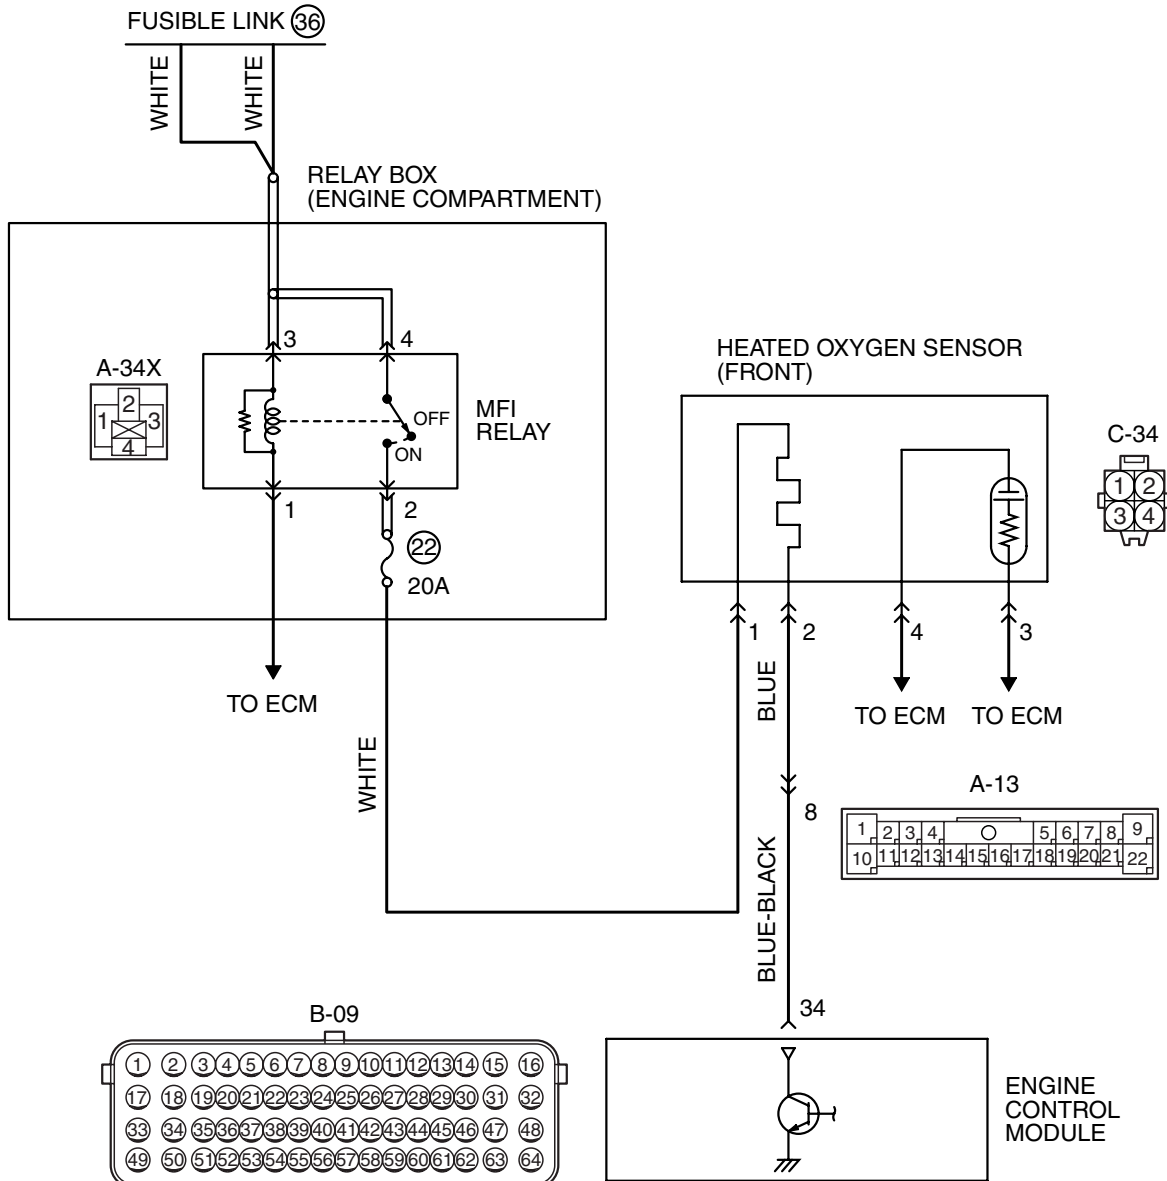 FUSIBLE LINK 36
WHITE
WHITE
RELAY BOX
(ENGINE COMPARTMENT)
3
4
A-34X
2
1
3
4
OFF
ON
MFI
RELAY
1
2
22
20A
TO ECM
WHITE
HEATED OXYGEN SENSOR
(FRONT)
C-34
1 2
3 4
1
2
4
3
BLUE
TO ECM
TO ECM
8
BLUE-BLACK
A-13
1 2 3 4 5 6 7 8 9
10 11 12 13 14 15 16 17 18 19 20 21 22
34
B-09
1 2 3 4 5 6 7 8 9 10 11 12 13 14 15 16
17 18 19 20 21 22 23 24 25 26 27 28 29 30 31 32
33 34 35 36 37 38 39 40 41 42 43 44 45 46 47 48
49 50 51 52 53 54 55 56 57 58 59 60 61 62 63 64
ENGINE
CONTROL
MODULE